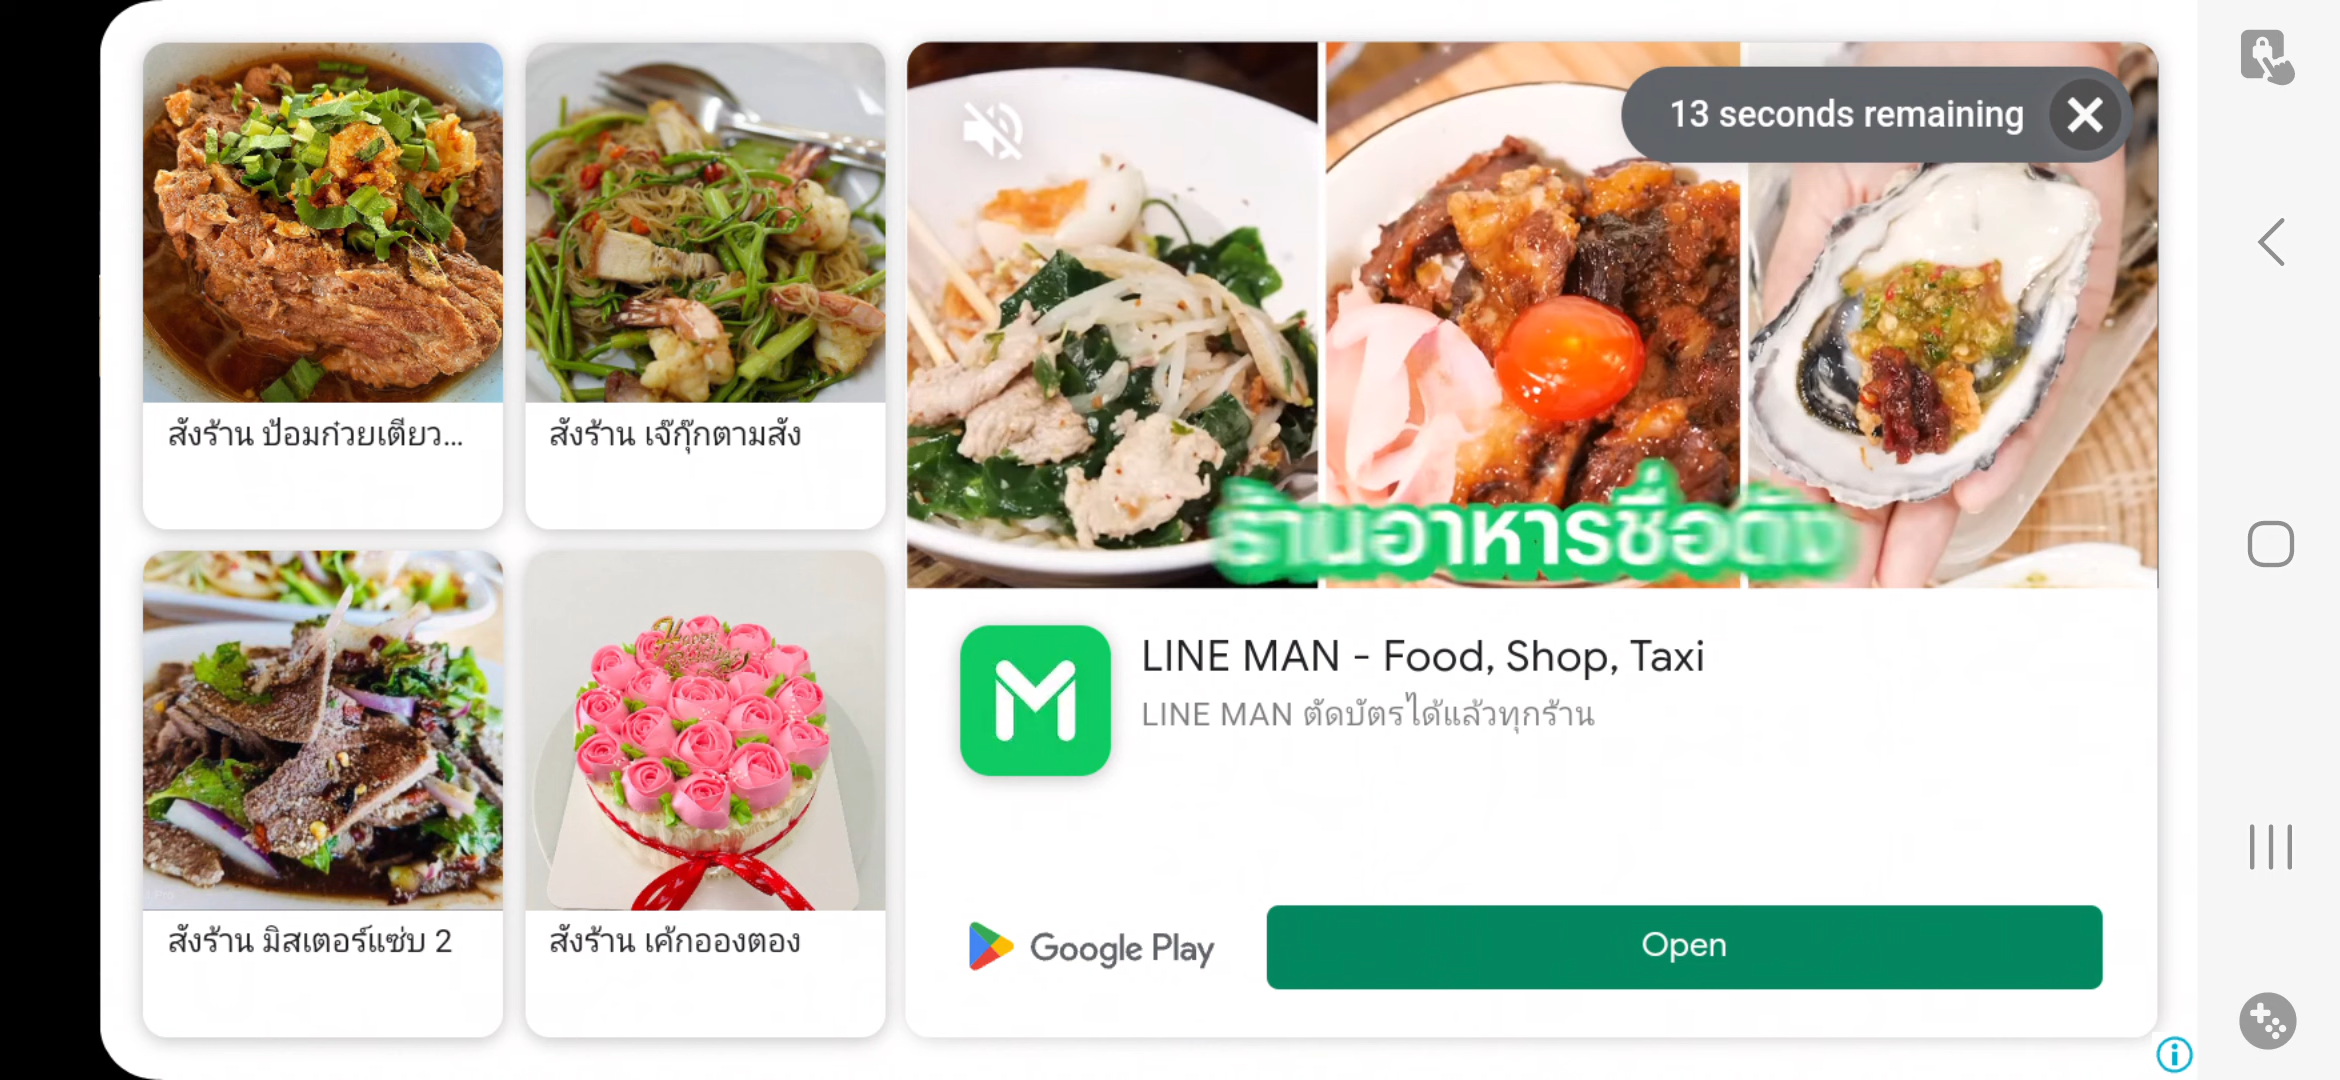 สั่งร้าน ป้อมก๋วยเตี๋ยว...
สั่งร้าน เจ๊กุ๊กตามสั่ง
สั่งร้าน มิสเตอร์แซ่บ 2
สั่งร้าน เค้กอองตอง
Happy
Birthday
13 seconds remaining
ร้านอาหารชื่อดัง
LINE MAN - Food, Shop, Taxi
LINE MAN ตัดบัตรได้แล้วทุกร้าน
Google Play
Open